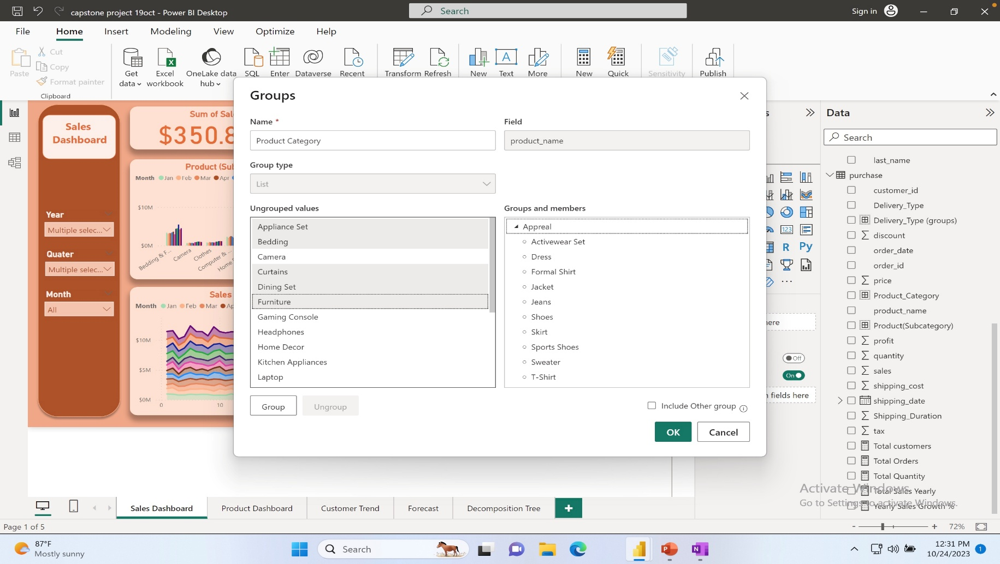 capstone project 19oct - Power BI Desktop
Search
Sign in
File
Home
Insert
Modeling
View
Optimize
Help
Paste
Cut
Copy
Format painter
Clipboard
Get data
Excel workbook
OneLake data hub
SQL
Enter
Dataverse
Recent
Transform
Refresh
New
Text
More
New
Quick
Sensitivity
Publish
Sales
Dashboard
Year
Multiple selec...
Quater
Multiple selec...
Month
All
Sum of Sal
$350.8
Product (Su
Month Jan Feb Mar Apr
$10M
$0M
Bedding & F...
Camera
Clothes
Computer & ...
Home
Sales
Month Jan Feb Mar Ap
$10M
$5M
$0M
0
10
Groups
Name *
Product Category
Field
product_name
Group type
List
Ungrouped values
Appliance Set
Bedding
Camera
Curtains
Dining Set
Furniture
Gaming Console
Headphones
Home Decor
Kitchen Appliances
Laptop
Group
Ungroup
Groups and members
Appreal
Activewear Set
Dress
Formal Shirt
Jacket
Jeans
Shoes
Skirt
Sports Shoes
Sweater
T-Shirt
Include Other group
OK
Cancel
s
123
R
Py
...
here
Off
On
fields here
Data
Search
last_name
purchase
customer_id
Delivery_Type
Delivery_Type (groups)
discount
order_date
order_id
price
Product_Category
product_name
Product(Subcategory)
profit
quantity
sales
shipping_cost
shipping_date
Shipping_Duration
tax
Total customers
Total Orders
Total Quantity
Total Sales Yearly
Yearly Sales Growth %
Activate Windows
Go to Settings to activate Windows.
Sales Dashboard
Product Dashboard
Customer Trend
Forecast
Decomposition Tree
+
Page 1 of 5
- + 72%
87°F
Mostly sunny
Search
12:31 PM
10/24/2023
1